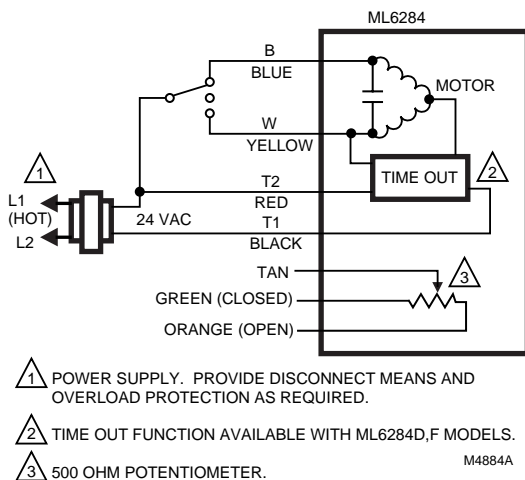 ML6284
B
BLUE
MOTOR
W
YELLOW
1
L1
(HOT)
L2
24 VAC
T2
RED
TIME OUT
2
T1
BLACK
TAN
3
GREEN (CLOSED)
ORANGE (OPEN)
1 POWER SUPPLY. PROVIDE DISCONNECT MEANS AND
OVERLOAD PROTECTION AS REQUIRED.
2 TIME OUT FUNCTION AVAILABLE WITH ML6284D,F MODELS.
3 500 OHM POTENTIOMETER.
M4884A